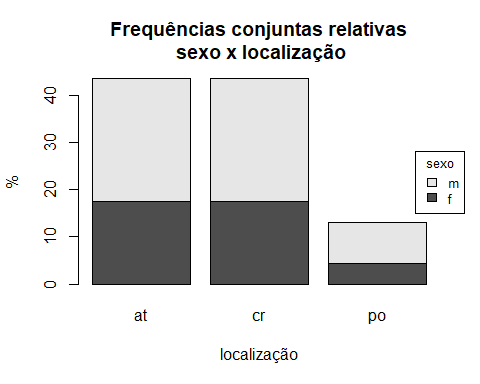 Frequências conjuntas relativas
sexo x localização
%
40
30
20
10
0
sexo
m
f
at cr po
localização